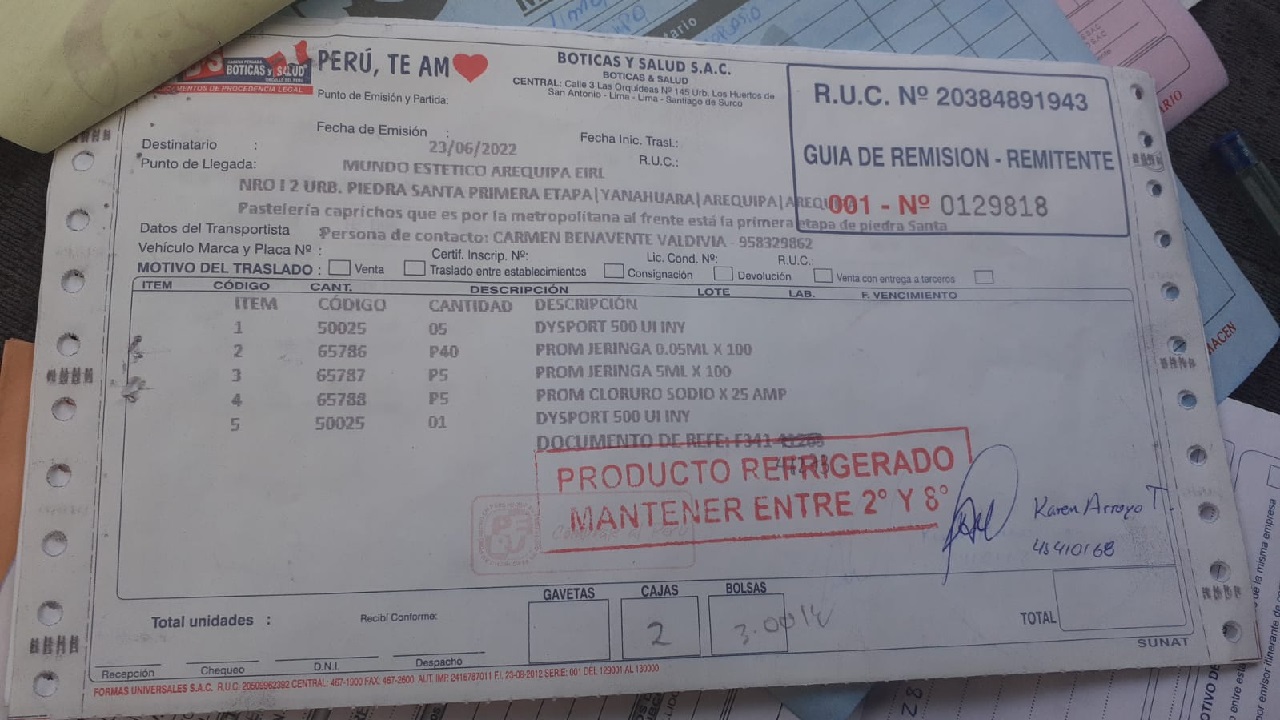 BOTICAS Y SALUD
PERÚ, TE AM
BOTICAS Y SALUD S.A.C.
BOTICAS & SALUD
CENTRAL: Calle 3 Las Orquideas Nº 145 Urb. Los Huertos de
San Antonio - Lima - Lima - Santiago de Surco
Punto de Emisión y Partida:
R.U.C. Nº 20384891943
GUIA DE REMISION - REMITENTE
001 - Nº 0129818
Fecha de Emisión
23/06/2022
Fecha Inic. Trasl.:
Destinatario :
R.U.C.:
Punto de Llegada:
MUNDO ESTETICO AREQUIPA EIRL
NRO I 2 URB. PIEDRA SANTA PRIMERA ETAPA|YANAHUARA|AREQUIPA|AREQU
Pastelería caprichos que es por la metropolitana al frente está la primera etapa de piedra Santa
Datos del Transportista
Persona de contacto: CARMEN BENAVENTE VALDIVIA - 958329862
Vehículo Marca y Placa Nº :
Certif. Inscrip. Nº:
Lic. Cond. Nº:
R.U.C:
MOTIVO DEL TRASLADO : Venta Traslado entre establecimientos Consignación Devolución Venta con entrega a terceros
ITEM CÓDIGO CANT. DESCRIPCIÓN LOTE LAB. F. VENCIMIENTO
ITEM CÓDIGO CANTIDAD DESCRIPCIÓN
1 50025 05 DYSPORT 500 UI INY
2 65786 P40 PROM JERINGA 0.05ML X 100
3 65787 P5 PROM JERINGA 5ML X 100
4 65788 P5 PROM CLORURO SODIO X 25 AMP
5 50025 01 DYSPORT 500 UI INY
DOCUMENTO DE REFE: F341
PRODUCTO REFRIGERADO
MANTENER ENTRE 2° Y 8°
Karen Arroyo T.
GAVETAS CAJAS BOLSAS
2
Total unidades :
Recibí Conforme:
TOTAL
SUNAT
Recepción Chequeo D.N.I Despacho
FORMAS UNIVERSALES S.A.C.